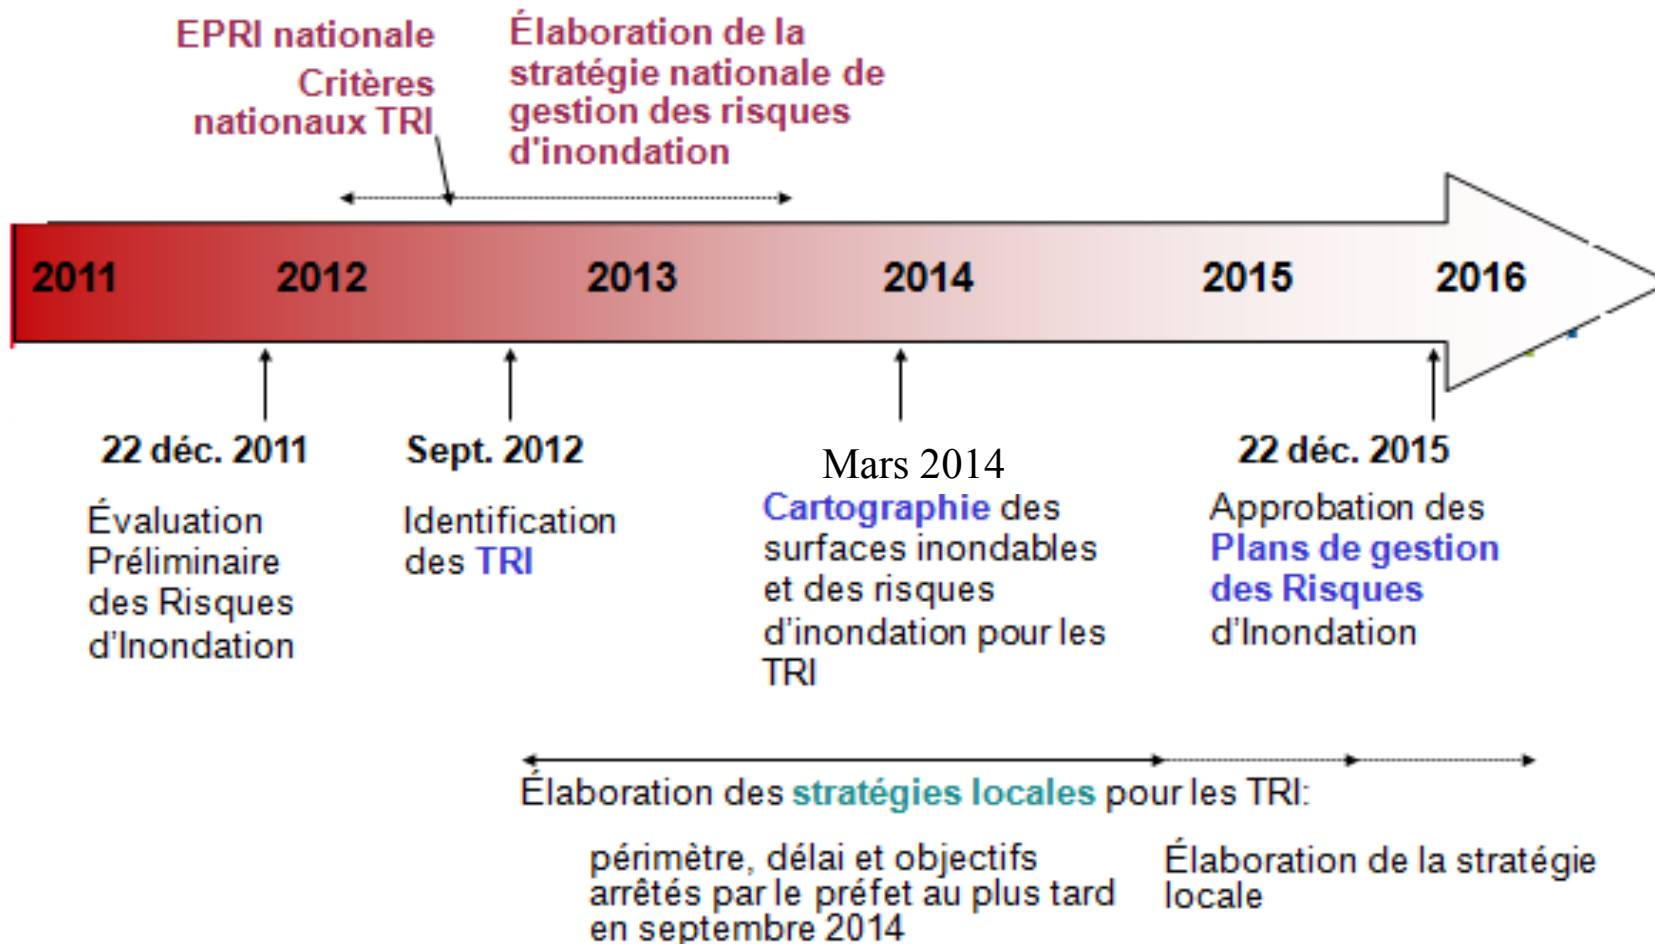 EPRI nationale
Critères
nationaux TRI
Élaboration de la
stratégie nationale de
gestion des risques
d'inondation
2011
2012
2013
2014
2015
2016
22 déc. 2011
Évaluation
Préliminaire
des Risques
d'Inondation
Sept. 2012
Identification
des TRI
Mars 2014
Cartographie des
surfaces inondables
et des risques
d'inondation pour les
TRI
22 déc. 2015
Approbation des
Plans de gestion
des Risques
d'Inondation
Élaboration des stratégies locales pour les TRI:
périmètre, délai et objectifs
arrêtés par le préfet au plus tard
en septembre 2014
Élaboration de la stratégie
locale